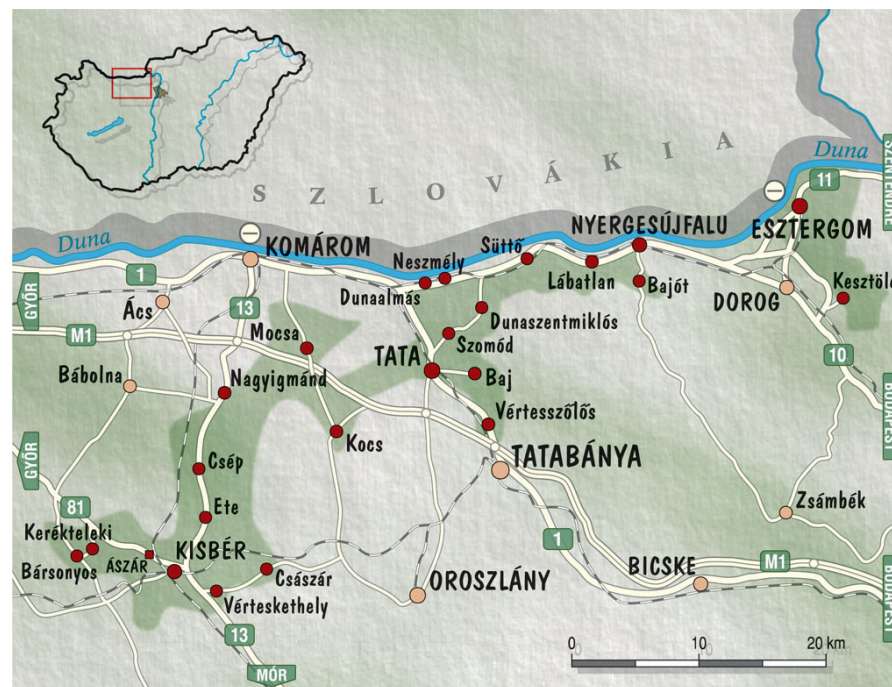 SZLOVÁKIA
Duna
Duna
11
SZENTENDRE
ESZTERGOM
NYERGESÚJFALU
KOMÁROM
Süttő
Neszmély
Dunaalmás
Lábatlan
Bajót
Kesztölc
DOROG
1
GYŐR
Ács
13
M1
Mocsa
Dunaszentmiklós
Szomód
10
TATA
Baj
Bábolna
Nagyigmánd
BUDAPEST
Vértesszőlős
Kocs
GYŐR
Csép
TATABÁNYA
81
Ete
Zsámbék
Kerékteleki
Bársonyos
ÁSZÁR
KISBÉR
1
M1
BICSKE
Császár
OROSZLÁNY
Vérteskethely
BUDAPEST
13
MÓR
0
10
20 km